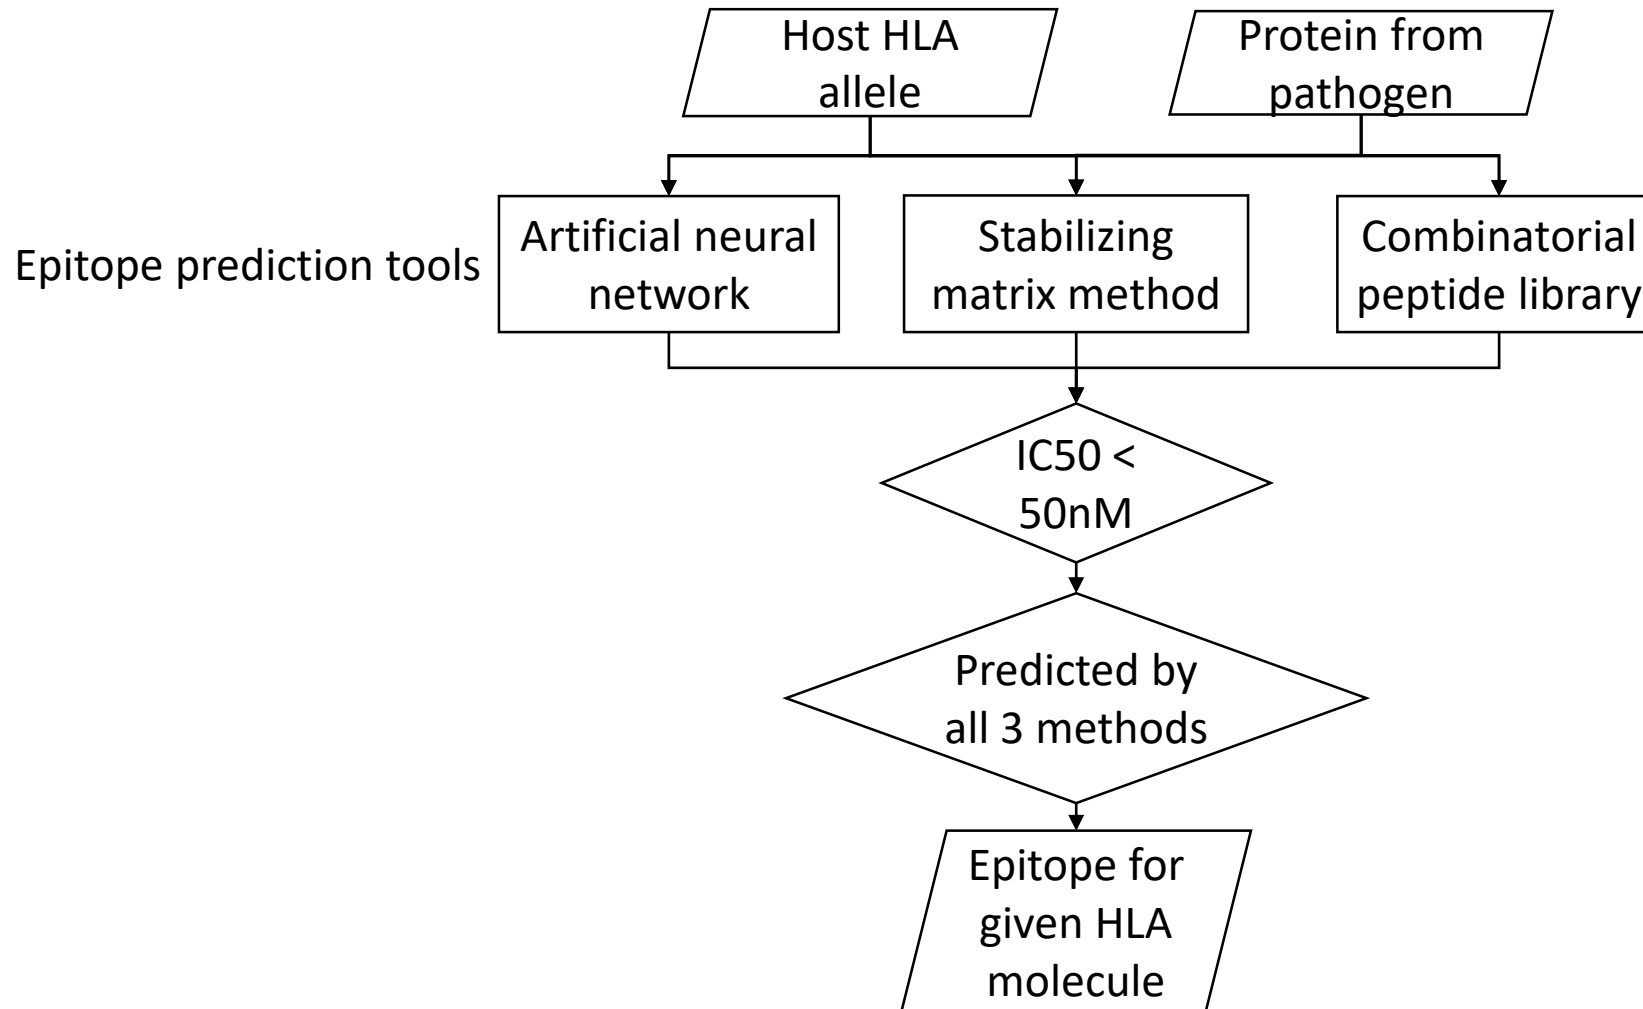 Host HLA
allele
Protein from
pathogen
Epitope prediction tools
Artificial neural
network
Stabilizing
matrix method
Combinatorial
peptide library
IC50 <
50nM
Predicted by
all 3 methods
Epitope for
given HLA
molecule